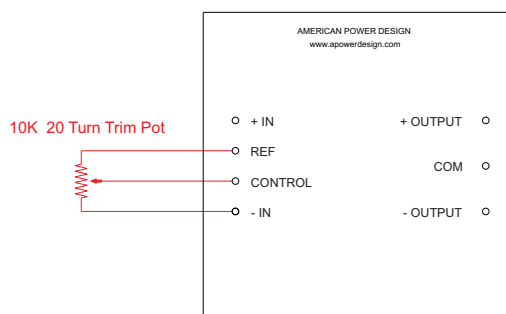 AMERICAN POWER DESIGN
www.apowerdesign.com
10K 20 Turn Trim Pot
+ IN
+ OUTPUT
REF
COM
CONTROL
- IN
- OUTPUT